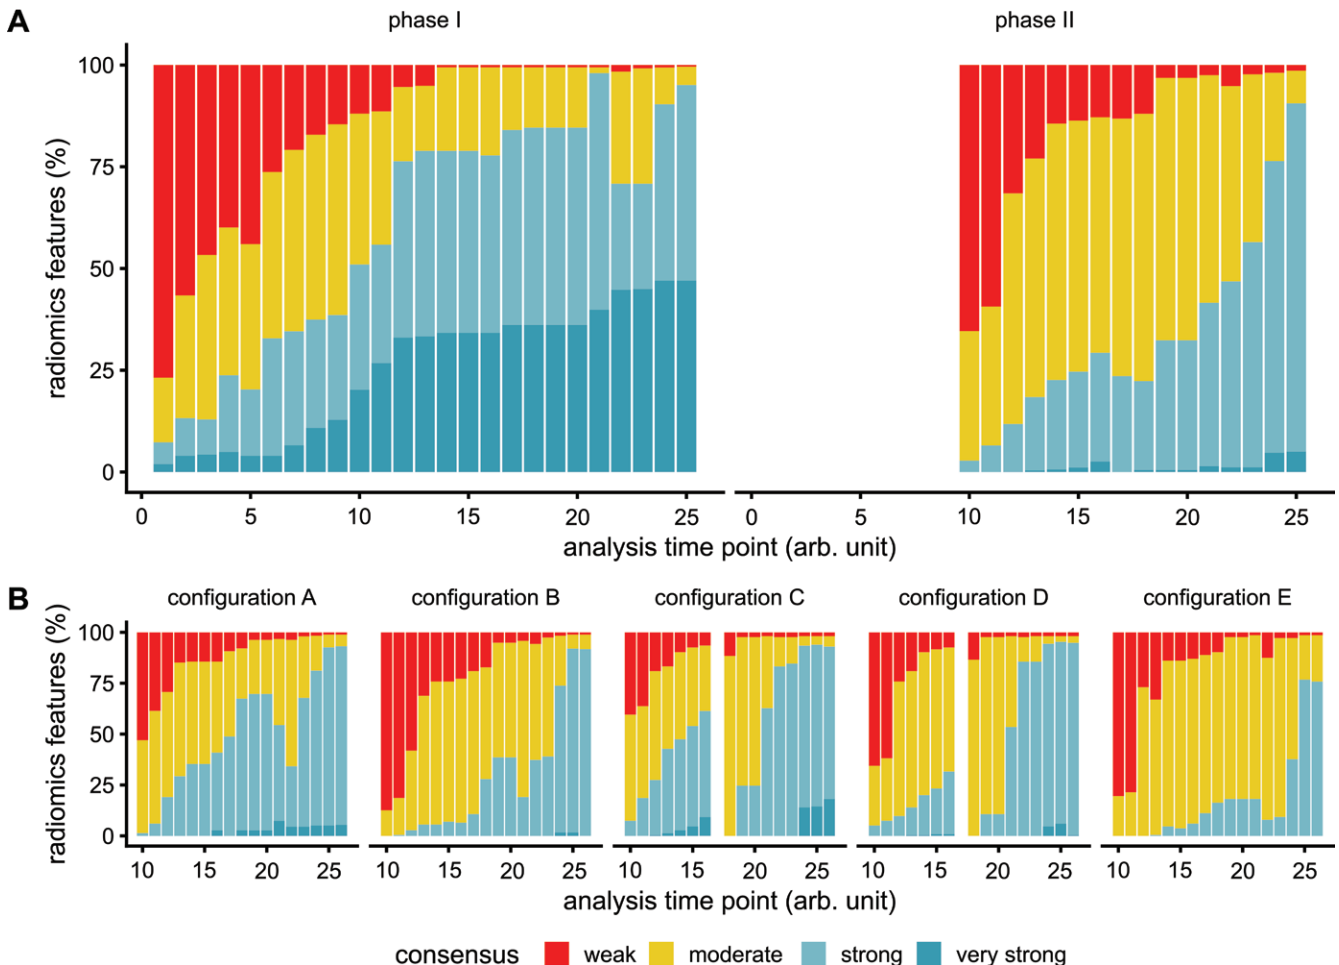 A
phase I
phase II
radiomics features (%)
100
75
50
25
0
0 5 10 15 20 25
0 5 10 15 20 25
analysis time point (arb. unit)
B
configuration A
configuration B
configuration C
configuration D
configuration E
radiomics features (%)
100
75
50
25
0
10 15 20 25
10 15 20 25
10 15 20 25
10 15 20 25
10 15 20 25
analysis time point (arb. unit)
consensus weak moderate strong very strong